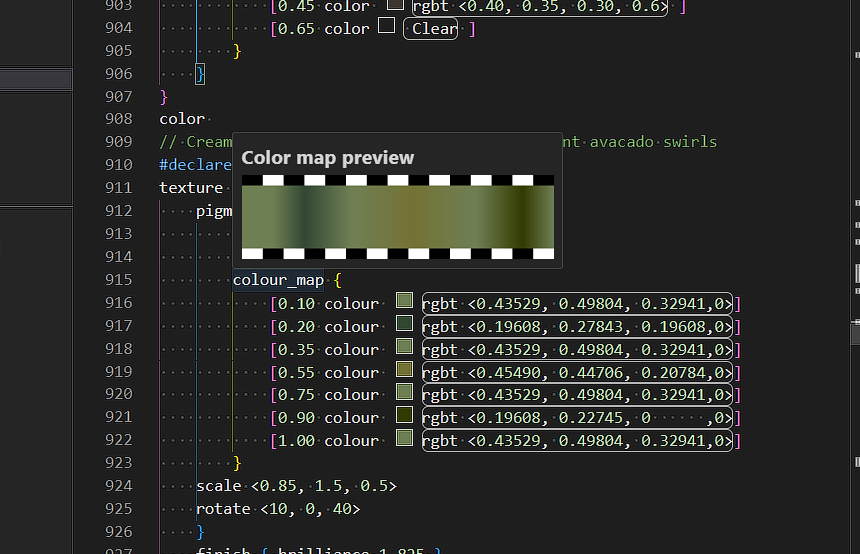 903 [0.45 color rgbt <0.40, 0.35, 0.30, 0.6> ]
904 [0.65 color Clear ]
905 }
906 }
907 }
908 color
909 // Cream nt avacado swirls
Color map preview
910 #declare
911 texture
912 pigm
913
914
915 colour_map {
916 [0.10 colour rgbt <0.43529, 0.49804, 0.32941,0>]
917 [0.20 colour rgbt <0.19608, 0.27843, 0.19608,0>]
918 [0.35 colour rgbt <0.43529, 0.49804, 0.32941,0>]
919 [0.55 colour rgbt <0.45490, 0.44706, 0.20784,0>]
920 [0.75 colour rgbt <0.43529, 0.49804, 0.32941,0>]
921 [0.90 colour rgbt <0.19608, 0.22745, 0 ,0>]
922 [1.00 colour rgbt <0.43529, 0.49804, 0.32941,0>]
923 }
924 scale <0.85, 1.5, 0.5>
925 rotate <10, 0, 40>
926 }
927 finish { brilliance 1.825 }